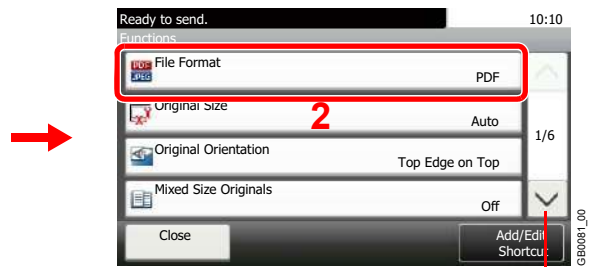 Ready to send.
10:10
Functions
PDF
JPEG
File Format
PDF
Original Size
2
Auto
1/6
Original Orientation
Top Edge on Top
Mixed Size Originals
Off
Close
Add/Edit
Shortcut
GB0081_00